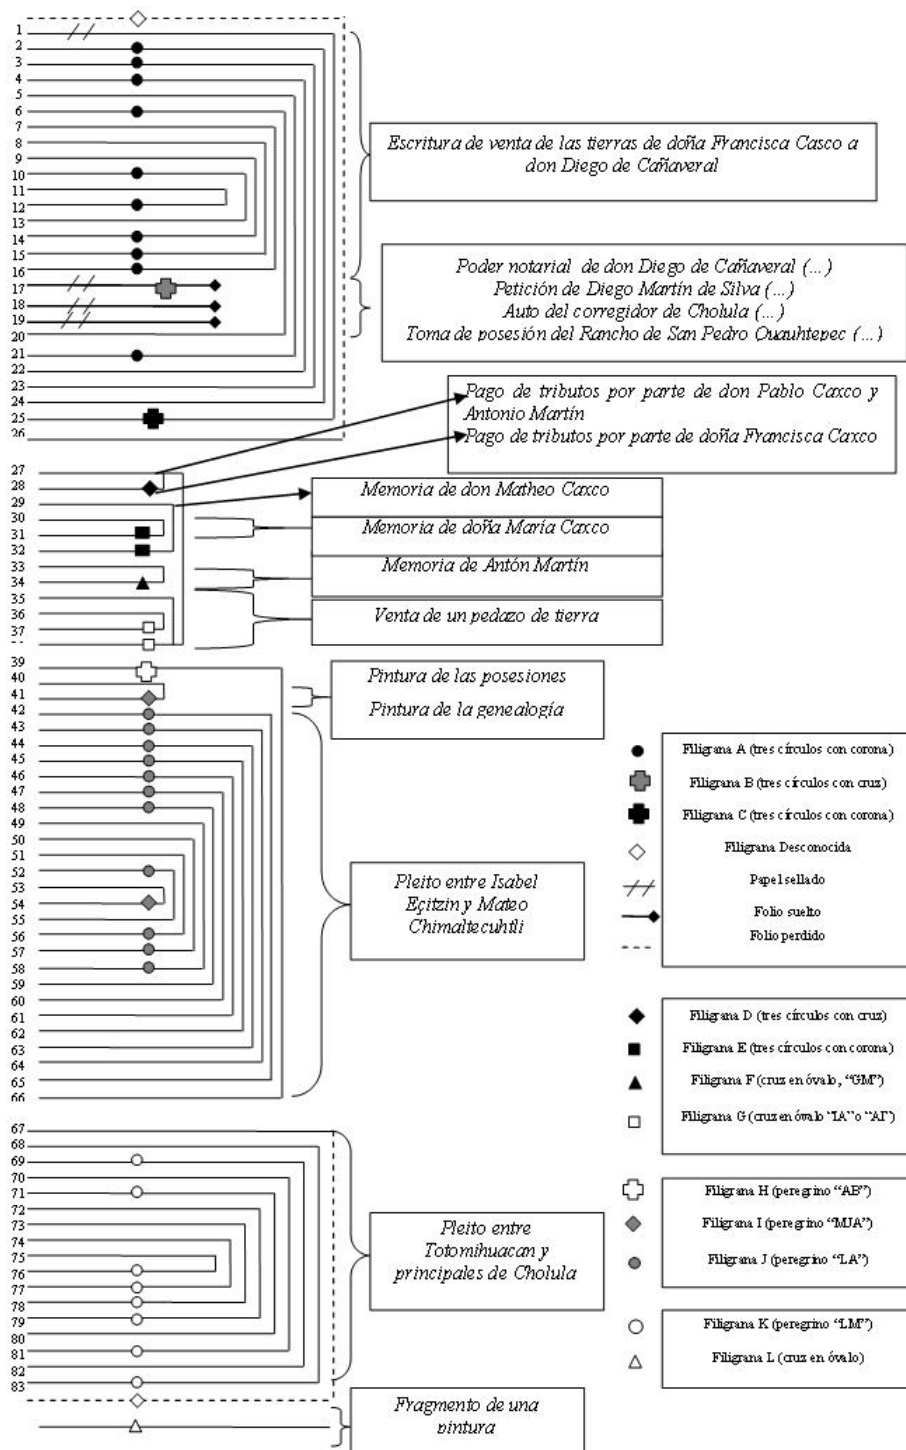 1
2
3
4
5
6
7
8
9
10
11
12
13
14
15
16
17
18
19
20
21
22
23
24
25
26
Escritura de venta de las tierras de doña Francisca Casco a
don Diego de Cañaveral
Poder notarial de don Diego de Cañaveral (...)
Petición de Diego Martín de Silva (...)
Auto del corregidor de Cholula (...)
Toma de posesión del Rancho de San Pedro Quauhtepec (...)
Pago de tributos por parte de don Pablo Caxco y
Antonio Martín
Pago de tributos por parte de doña Francisca Caxco
27
28
29
30
31
32
33
34
35
36
37
Memoria de don Matheo Caxco
Memoria de doña María Caxco
Memoria de Antón Martín
Venta de un pedazo de tierra
39
40
41
42
43
44
45
46
47
48
49
50
51
52
53
54
55
56
57
58
59
60
61
62
63
64
65
66
Pintura de las posesiones
Pintura de la genealogía
Pleito entre Isabel
Eçitzin y Mateo
Chimaltecuhtli
67
68
69
70
71
72
73
74
75
76
77
78
79
80
81
82
83
Pleito entre
Totomihuacan y
principales de Cholula
Fragmento de una
pintura
Filigrana A (tres círculos con corona)
Filigrana B (tres círculos con cruz)
Filigrana C (tres círculos con corona)
Filigrana Desconocida
Papel sellado
Folio suelto
Folio perdido
Filigrana D (tres círculos con cruz)
Filigrana E (tres círculos con corona)
Filigrana F (cruz en óvalo, “GM”)
Filigrana G (cruz en óvalo “IA” o “AI”)
Filigrana H (peregrino “AB”)
Filigrana I (peregrino “MJA”)
Filigrana J (peregrino “LA”)
Filigrana K (peregrino “LM”)
Filigrana L (cruz en óvalo)